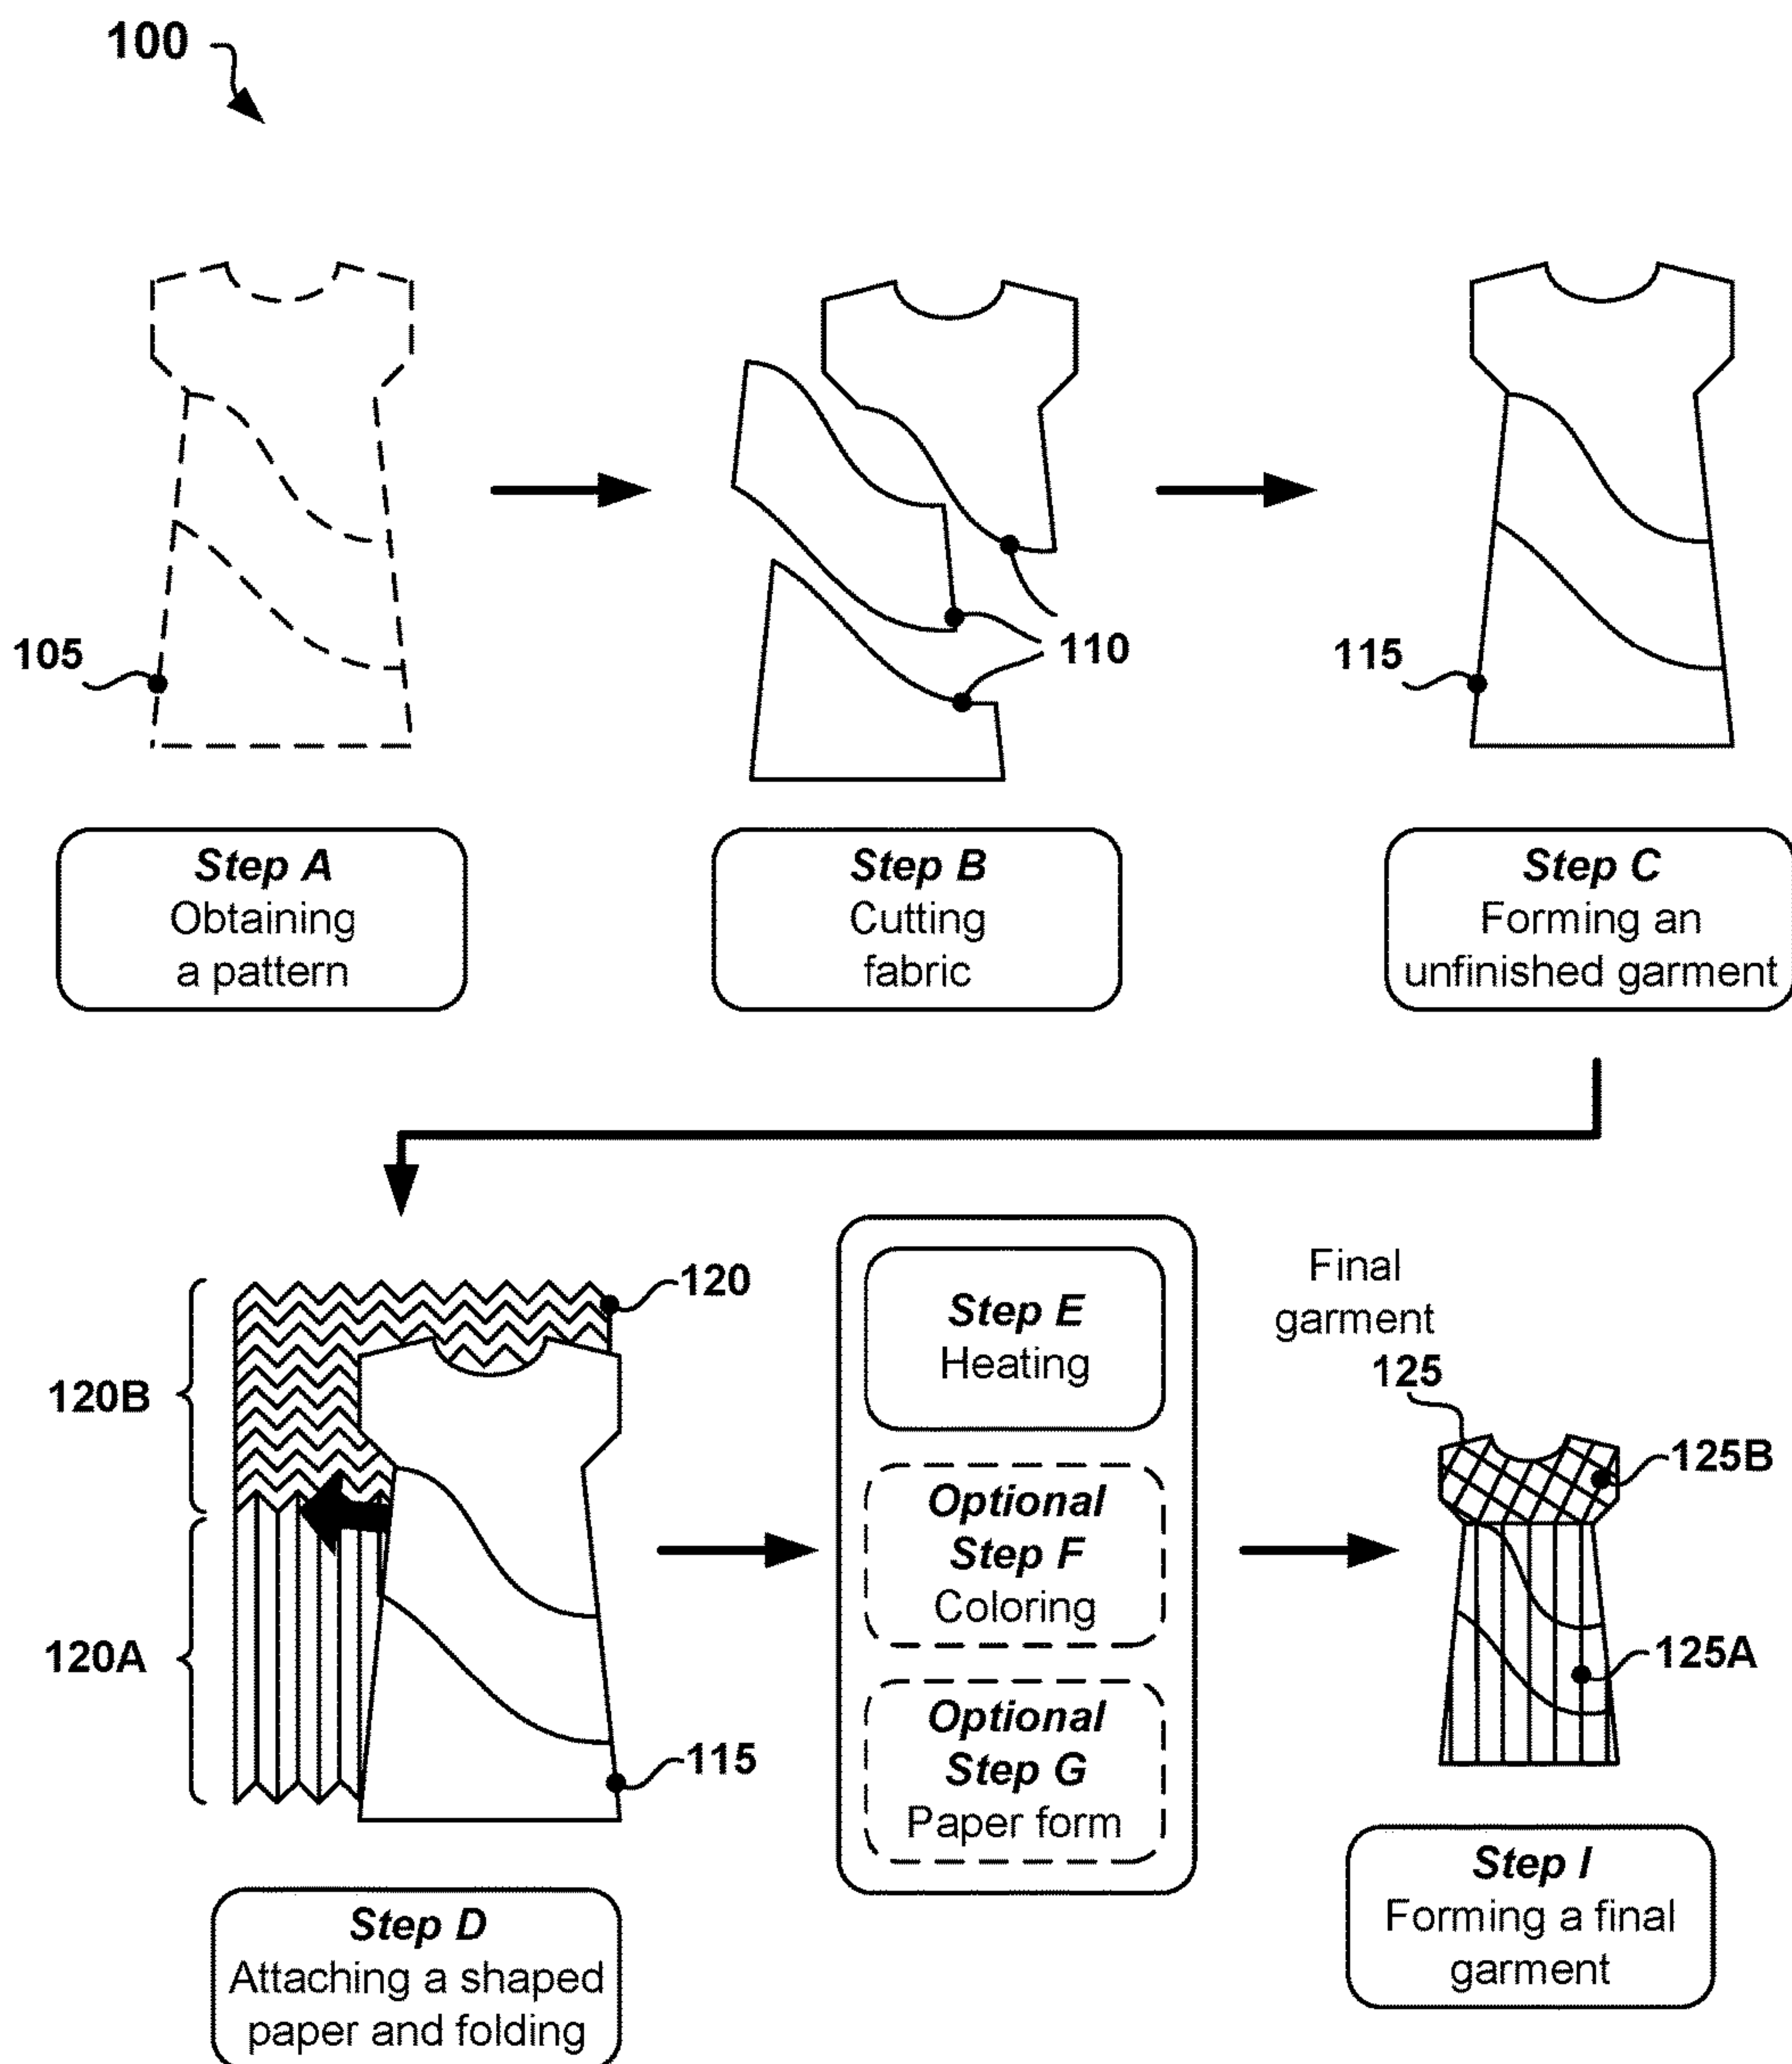 100
105
110
115
Step A
Obtaining
a pattern
Step B
Cutting
fabric
Step C
Forming an
unfinished garment
120
120B
120A
115
Step D
Attaching a shaped
paper and folding
Step E
Heating
Optional
Step F
Coloring
Optional
Step G
Paper form
Final
garment
125
125B
125A
Step I
Forming a final
garment